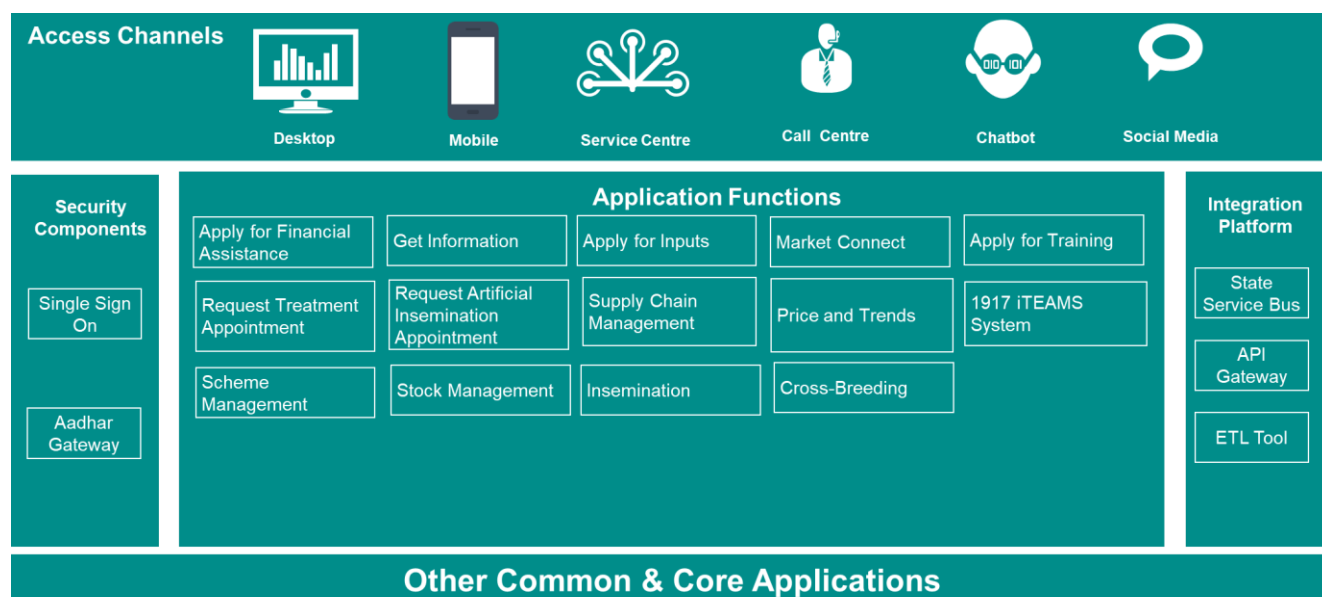 Access Channels
010 101
Desktop
Mobile
Service Centre
Call Centre
Chatbot
Social Media
Security
Components
Single Sign
On
Aadhar
Gateway
Application Functions
Apply for Financial
Assistance
Get Information
Apply for Inputs
Market Connect
Apply for Training
Request Treatment
Appointment
Request Artificial
Insemination
Appointment
Supply Chain
Management
Price and Trends
1917 iTEAMS
System
Scheme
Management
Stock Management
Insemination
Cross-Breeding
Integration
Platform
State
Service Bus
API
Gateway
ETL Tool
Other Common & Core Applications